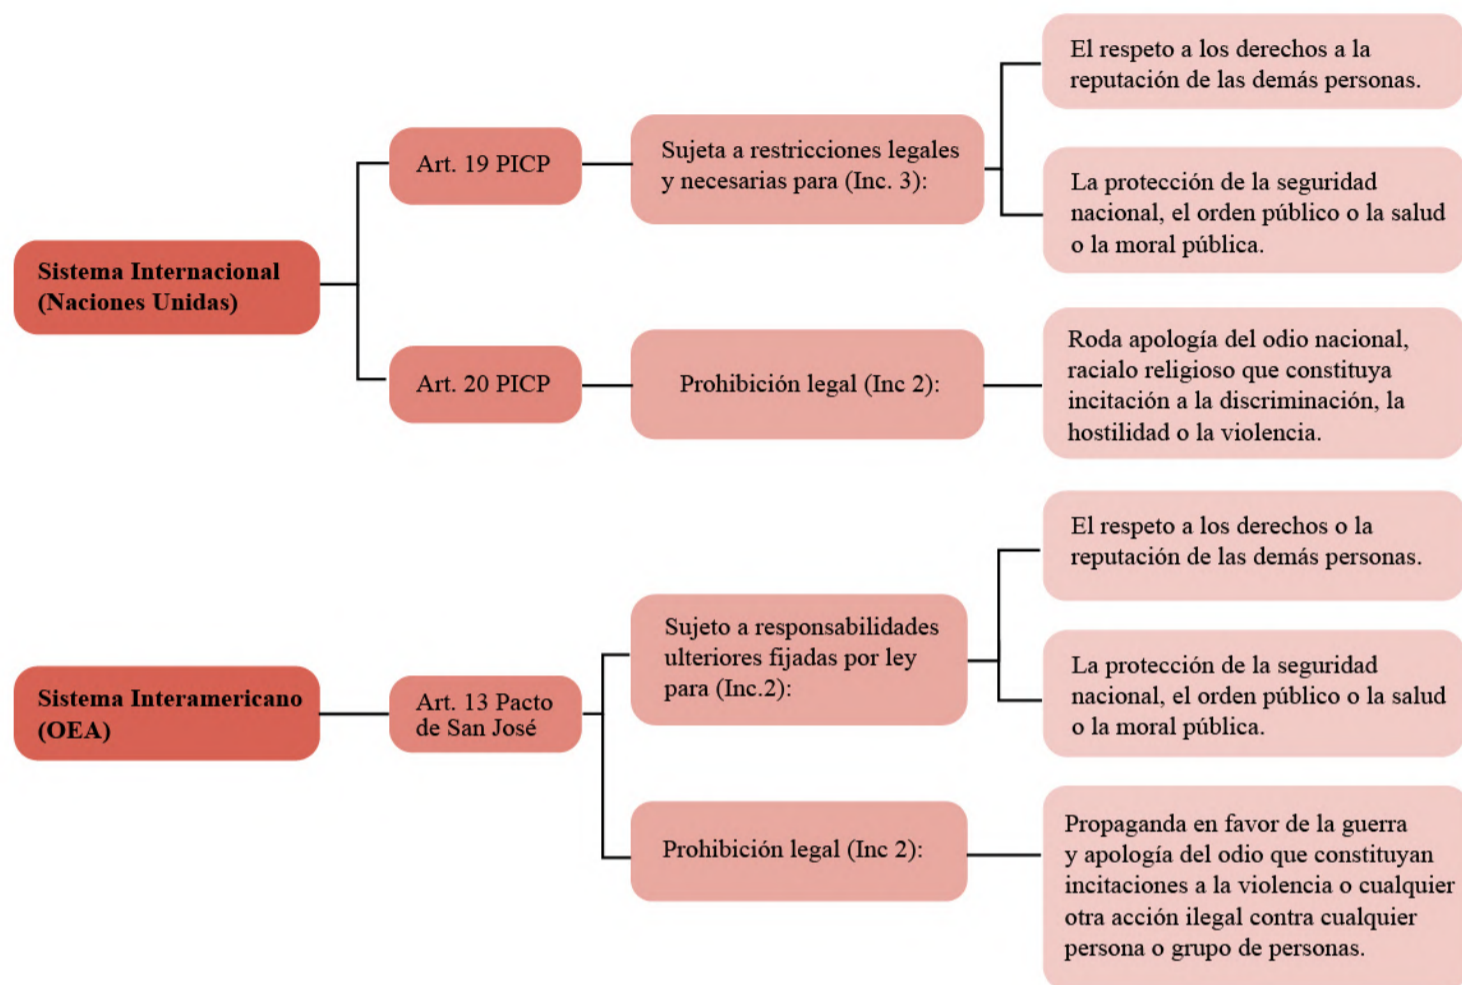 Sistema Internacional
(Naciones Unidas)
Art. 19 PICP
Sujeta a restricciones legales
y necesarias para (Inc. 3):
El respeto a los derechos a la
reputación de las demás personas.
La protección de la seguridad
nacional, el orden público o la salud
o la moral pública.
Art. 20 PICP
Prohibición legal (Inc 2):
Roda apología del odio nacional,
racialo religioso que constituya
incitación a la discriminación, la
hostilidad o la violencia.
Sistema Interamericano
(OEA)
Art. 13 Pacto
de San José
Sujeto a responsabilidades
ulteriores fijadas por ley
para (Inc.2):
El respeto a los derechos o la
reputación de las demás personas.
La protección de la seguridad
nacional, el orden público o la salud
o la moral pública.
Prohibición legal (Inc 2):
Propaganda en favor de la guerra
y apología del odio que constituyan
incitaciones a la violencia o cualquier
otra acción ilegal contra cualquier
persona o grupo de personas.